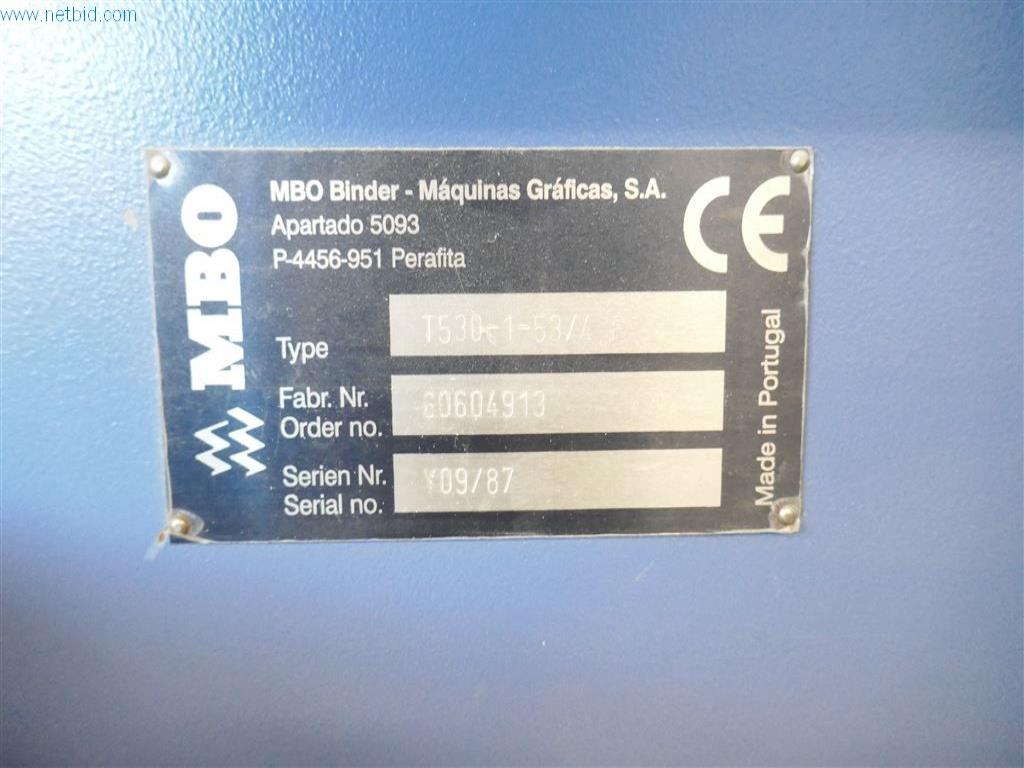 www.netbid.com
MBO
MBO Binder - Máquinas Gráficas, S.A.
Apartado 5093
P-4456-951 Perafita
CE
Type
Fabr. Nr. 60604913
Order no.
Serien Nr. Y09/87
Serial no.
Made in Portugal